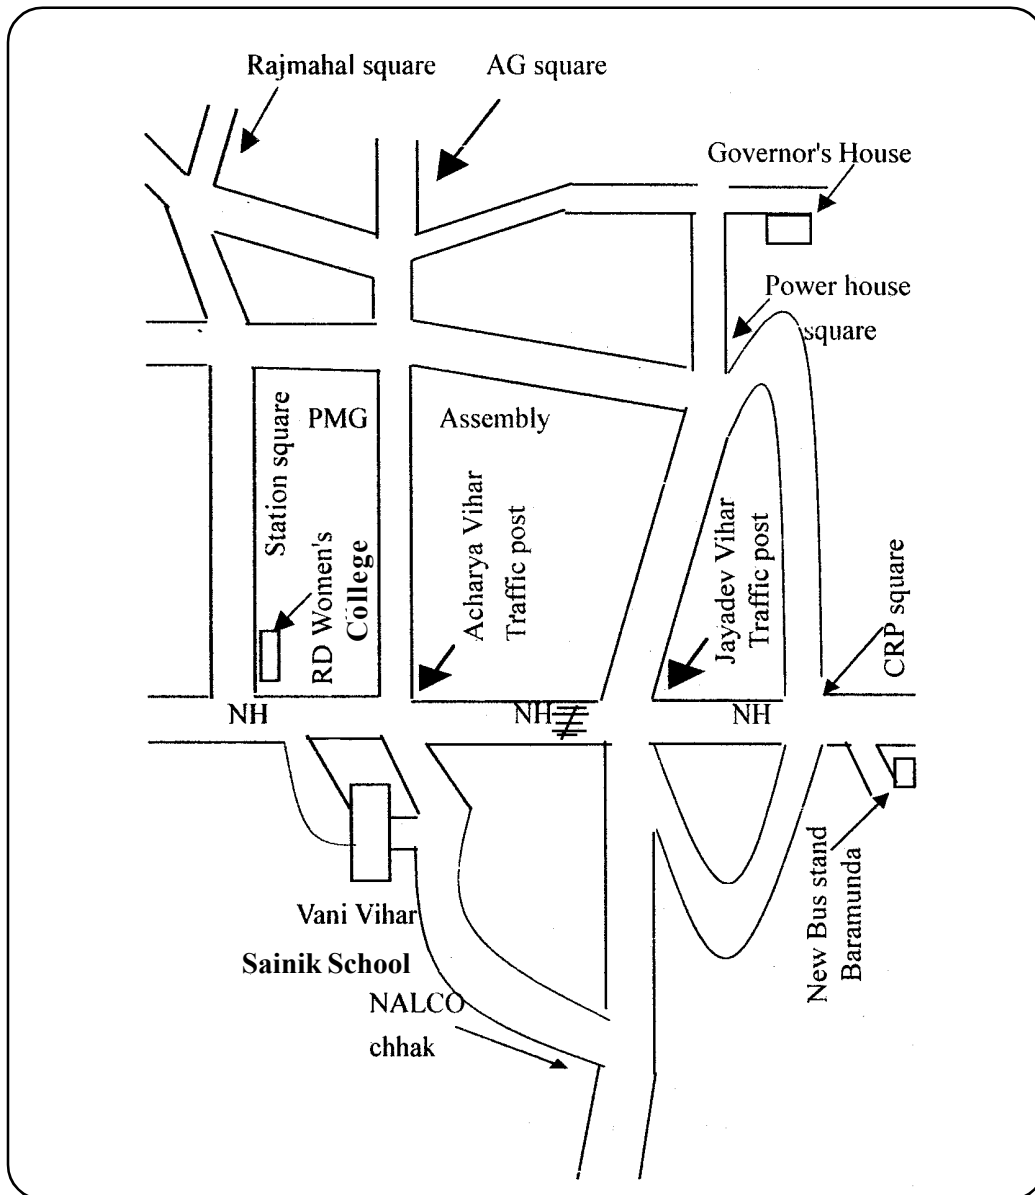 Rajmahal square
AG square
Governor's House
Power house
square
PMG
Assembly
Station square
RD Women's
College
Acharya Vihar
Traffic post
Jayadev Vihar
Traffic post
CRP square
NH
NH
NH
New Bus stand
Baramunda
Vani Vihar
Sainik School
NALCO
chhak